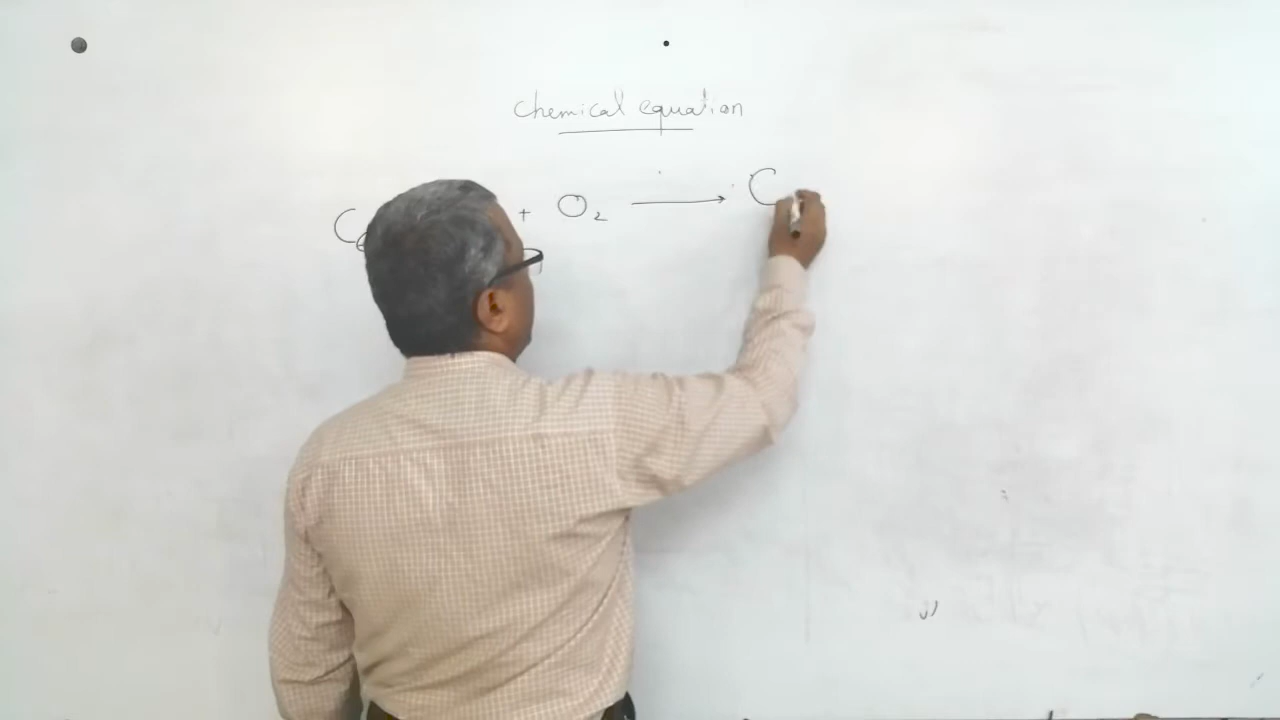 Chemical equation
C + O₂ → C